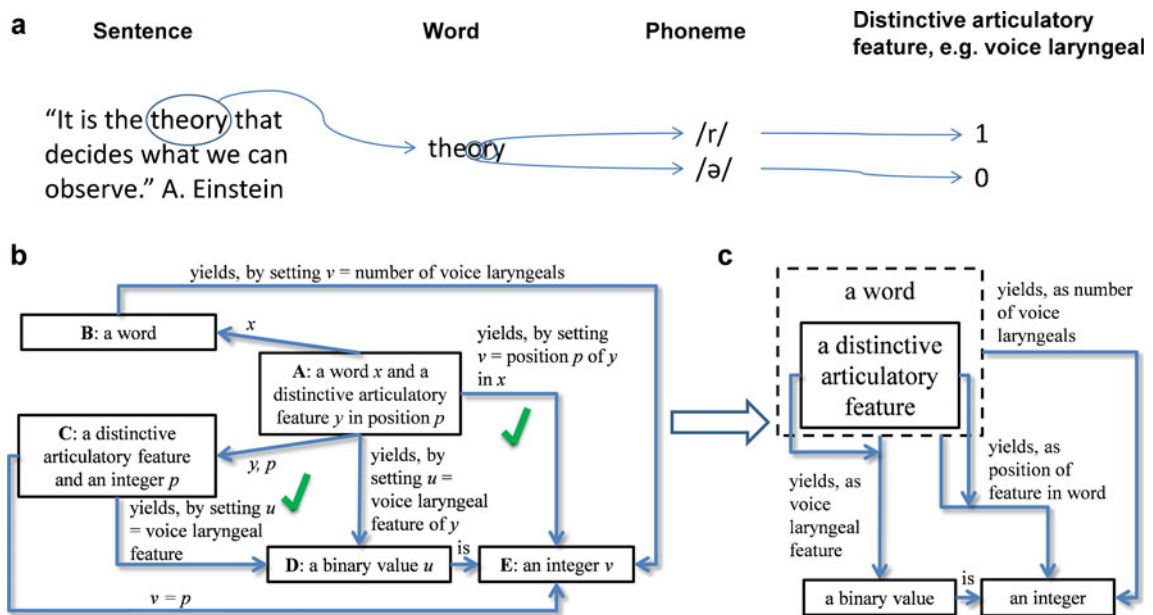 a
Sentence
Word
Phoneme
Distinctive articulatory
feature, e.g. voice laryngeal
“It is the theory that
decides what we can
observe.” A. Einstein
theory
/r/
/ə/
1
0
b
yields, by setting v = number of voice laryngeals
B: a word
x
A: a word x and a
distinctive articulatory
feature y in position p
yields, by setting
v = position p of y
in x
C: a distinctive
articulatory feature
and an integer p
y, p
yields, by
setting u =
voice laryngeal
feature of y
yields, by setting u
= voice laryngeal
feature
D: a binary value u
is
E: an integer v
v = p
c
a word
a distinctive
articulatory
feature
yields, as number
of voice
laryngeals
yields, as
position of
feature in word
yields, as
voice
laryngeal
feature
a binary value
is
an integer